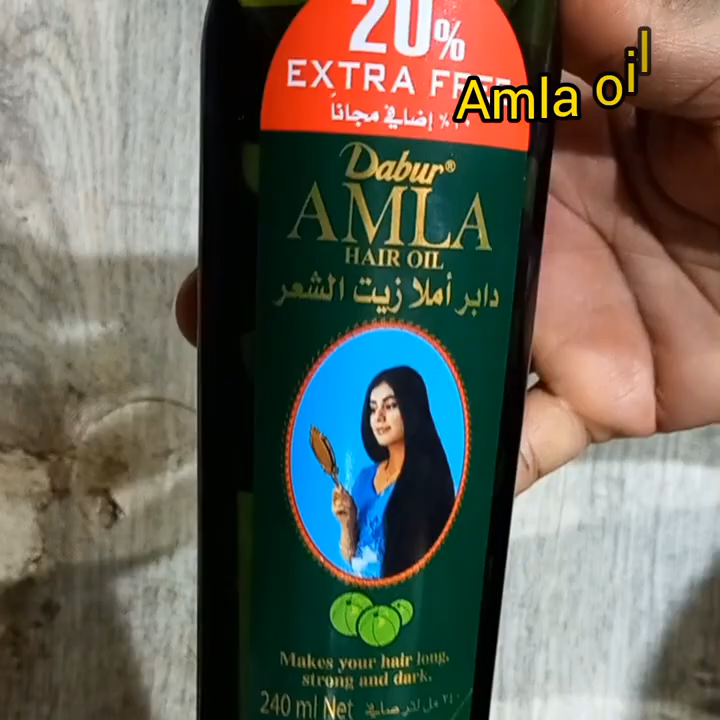 20%
EXTRA FREE
٢٠٪ إضافي مجاناً
Amla oil
Dabur®
AMLA
HAIR OIL
دابر أملا زيت الشعر
Makes your hair long,
strong and dark.
240 ml Net